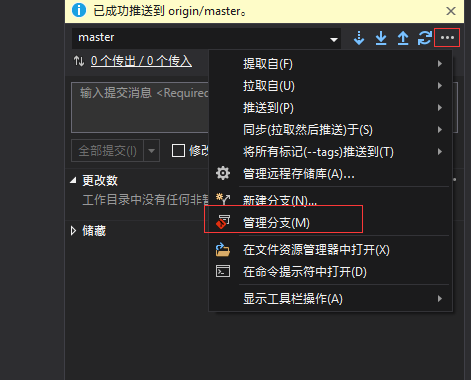 已成功推送到 origin/master。
master
0 个传出 / 0 个传入
输入提交消息 <Required
全部提交(I)
修改
更改数
工作目录中没有任何非暂
储藏
提取自(F)
拉取自(U)
推送到(P)
同步(拉取然后推送)于(S)
将所有标记(--tags)推送到(T)
管理远程存储库(A)...
新建分支(N)...
管理分支(M)
在文件资源管理器中打开(X)
在命令提示符中打开(D)
显示工具栏操作(A)